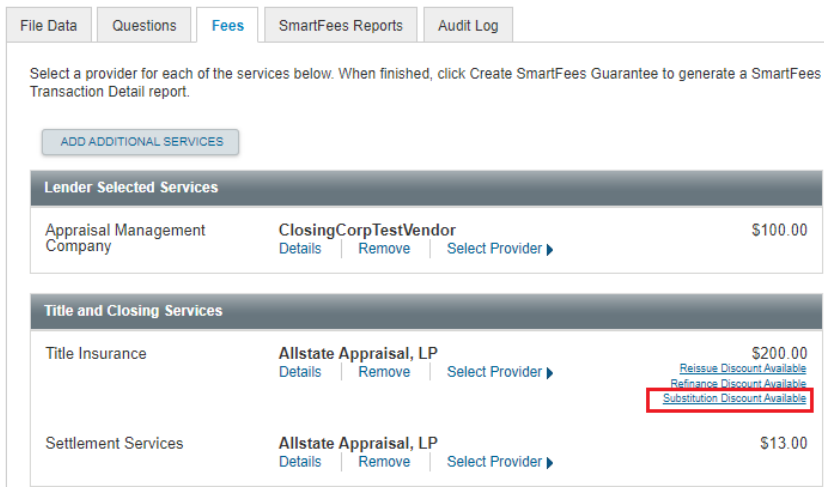 File Data Questions Fees SmartFees Reports Audit Log
Select a provider for each of the services below. When finished, click Create SmartFees Guarantee to generate a SmartFees
Transaction Detail report.
ADD ADDITIONAL SERVICES
Lender Selected Services
Appraisal Management
Company
ClosingCorpTestVendor
Details Remove Select Provider
$100.00
Title and Closing Services
Title Insurance
Allstate Appraisal, LP
Details Remove Select Provider
$200.00
Reissue Discount Available
Refinance Discount Available
Substitution Discount Available
Settlement Services
Allstate Appraisal, LP
Details Remove Select Provider
$13.00